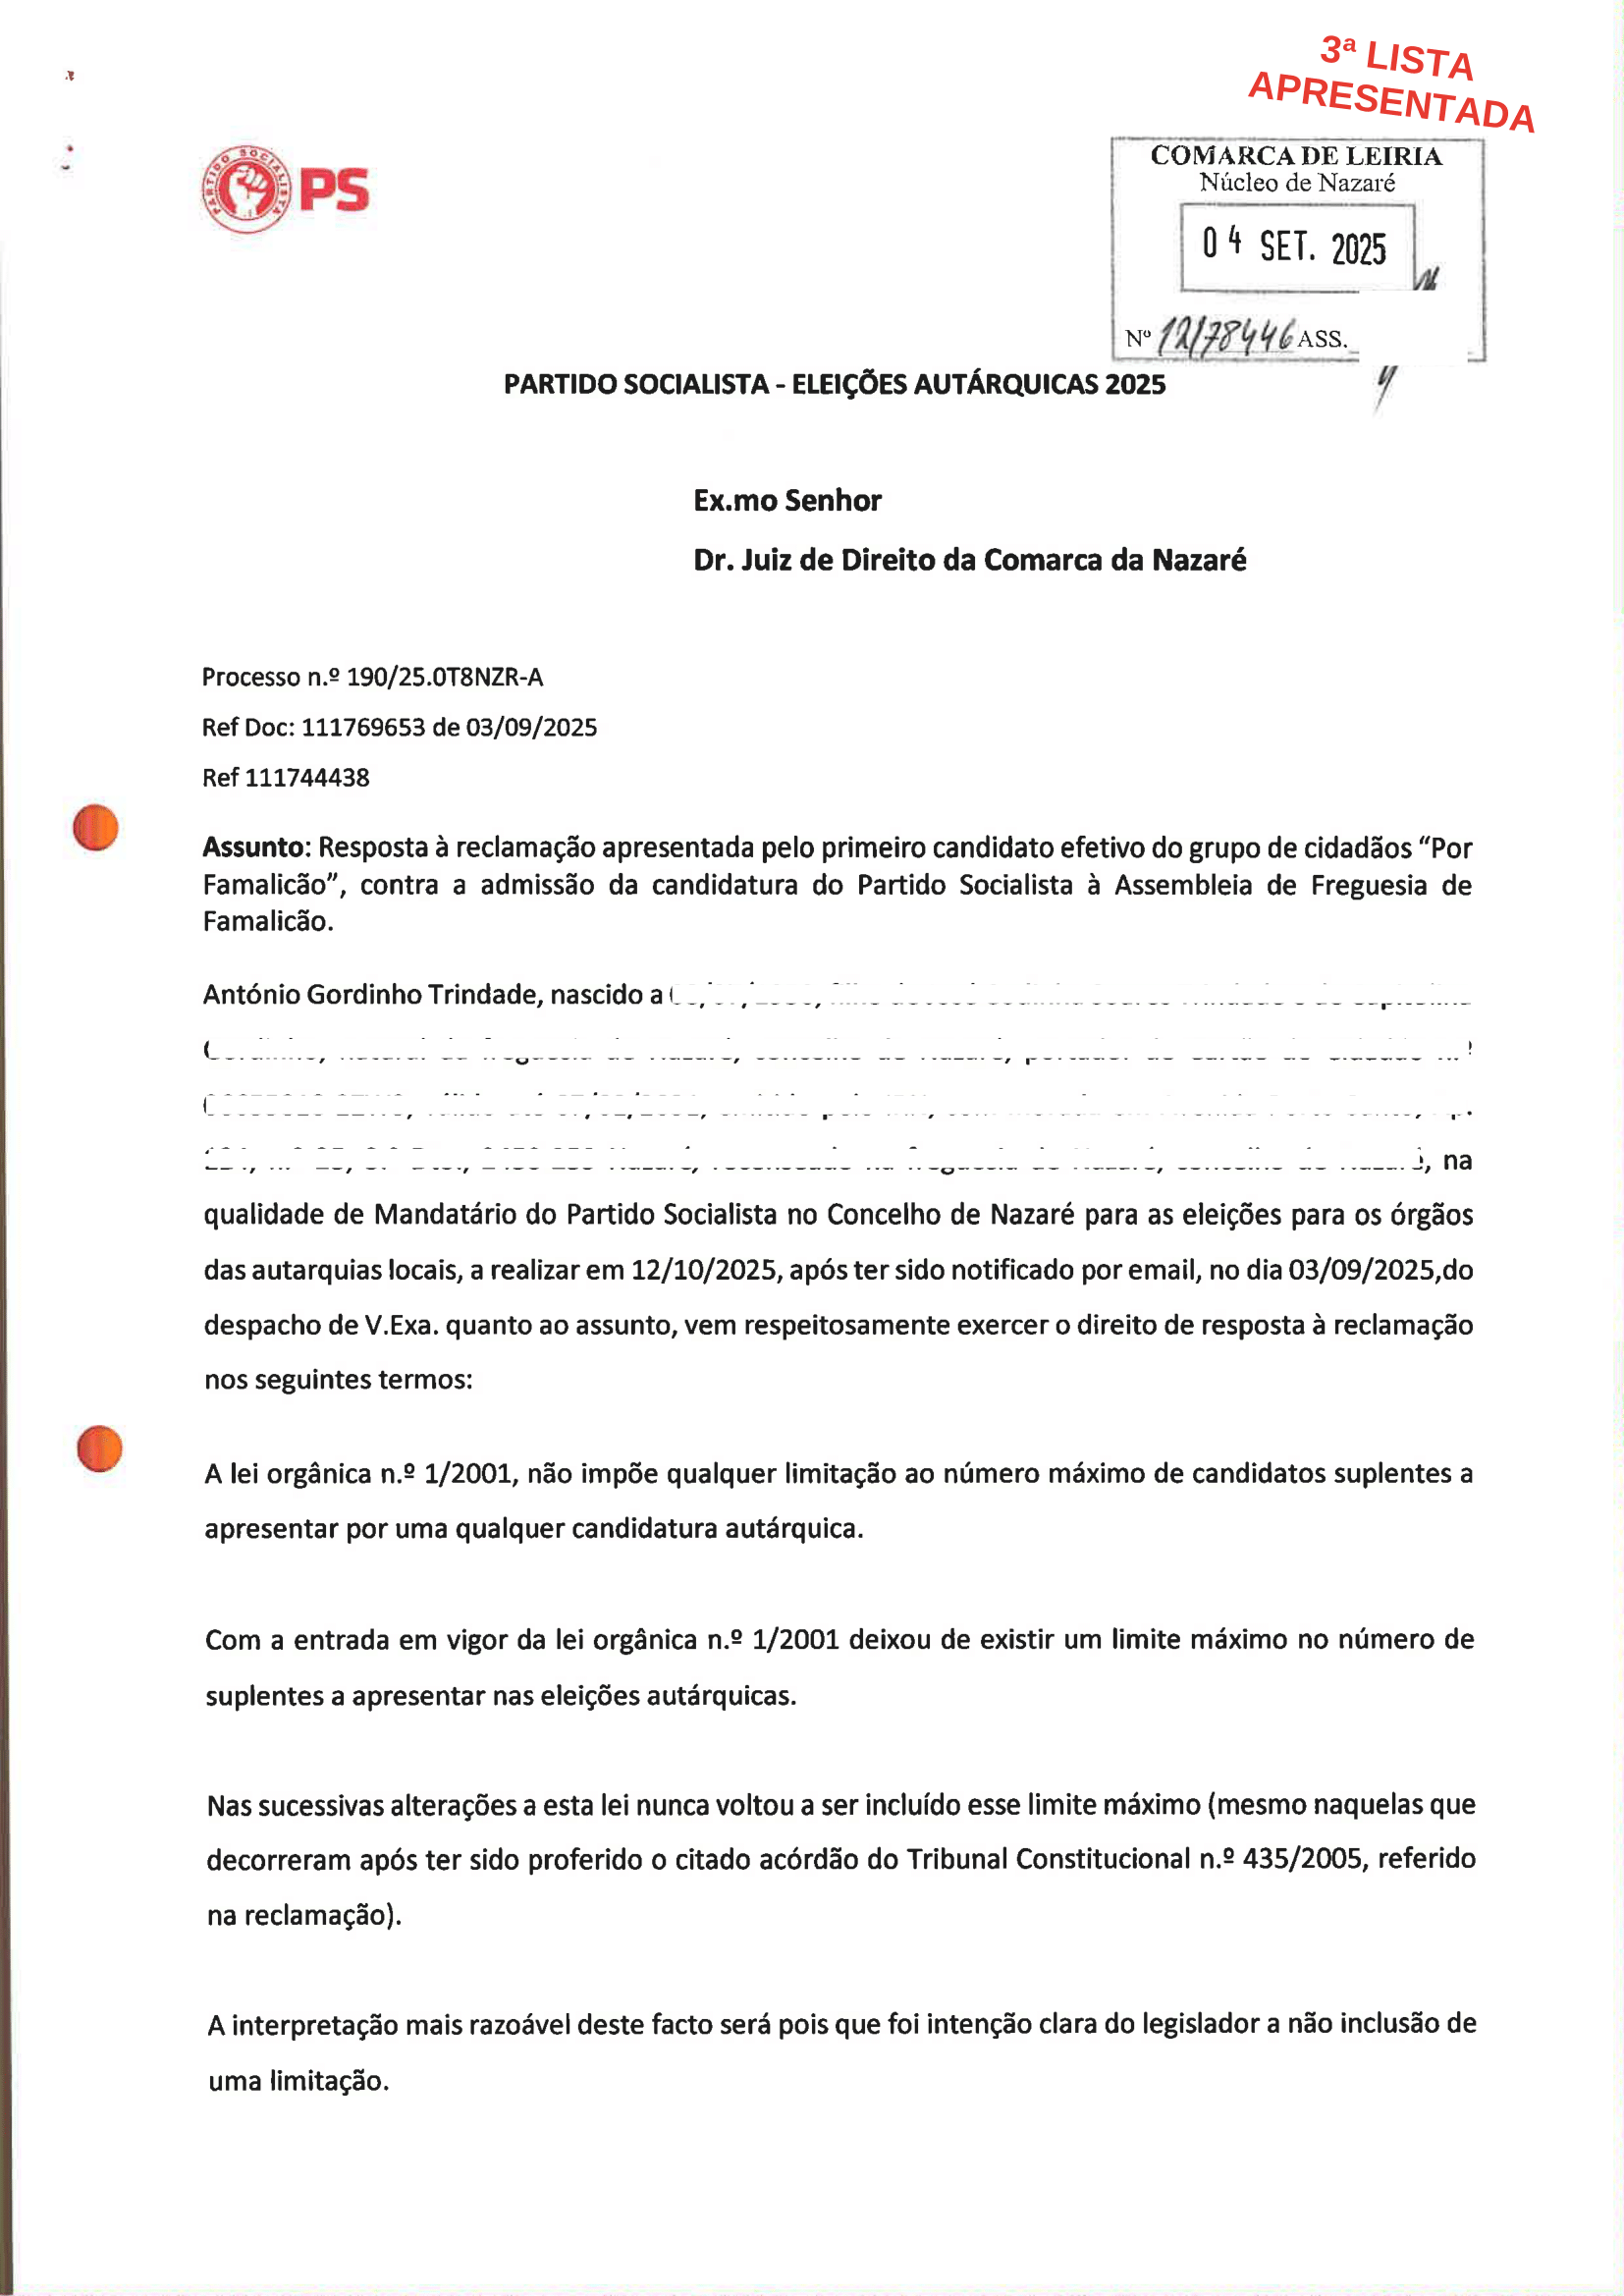 3ª LISTA
APRESENTADA
PARTIDO SOCIALISTA
PS
COMARCA DE LEIRIA
Núcleo de Nazaré
04 SET. 2025
Nº 12/78446 ASS.
PARTIDO SOCIALISTA - ELEIÇÕES AUTÁRQUICAS 2025
Ex.mo Senhor
Dr. Juiz de Direito da Comarca da Nazaré
Processo n.º 190/25.0T8NZR-A
Ref Doc: 111769653 de 03/09/2025
Ref 111744438
Assunto: Resposta à reclamação apresentada pelo primeiro candidato efetivo do grupo de cidadãos “Por
Famalicão”, contra a admissão da candidatura do Partido Socialista à Assembleia de Freguesia de
Famalicão.
António Gordinho Trindade, nascido a
, na
qualidade de Mandatário do Partido Socialista no Concelho de Nazaré para as eleições para os órgãos
das autarquias locais, a realizar em 12/10/2025, após ter sido notificado por email, no dia 03/09/2025,do
despacho de V.Exa. quanto ao assunto, vem respeitosamente exercer o direito de resposta à reclamação
nos seguintes termos:
A lei orgânica n.º 1/2001, não impõe qualquer limitação ao número máximo de candidatos suplentes a
apresentar por uma qualquer candidatura autárquica.
Com a entrada em vigor da lei orgânica n.º 1/2001 deixou de existir um limite máximo no número de
suplentes a apresentar nas eleições autárquicas.
Nas sucessivas alterações a esta lei nunca voltou a ser incluído esse limite máximo (mesmo naquelas que
decorreram após ter sido proferido o citado acórdão do Tribunal Constitucional n.º 435/2005, referido
na reclamação).
A interpretação mais razoável deste facto será pois que foi intenção clara do legislador a não inclusão de
uma limitação.